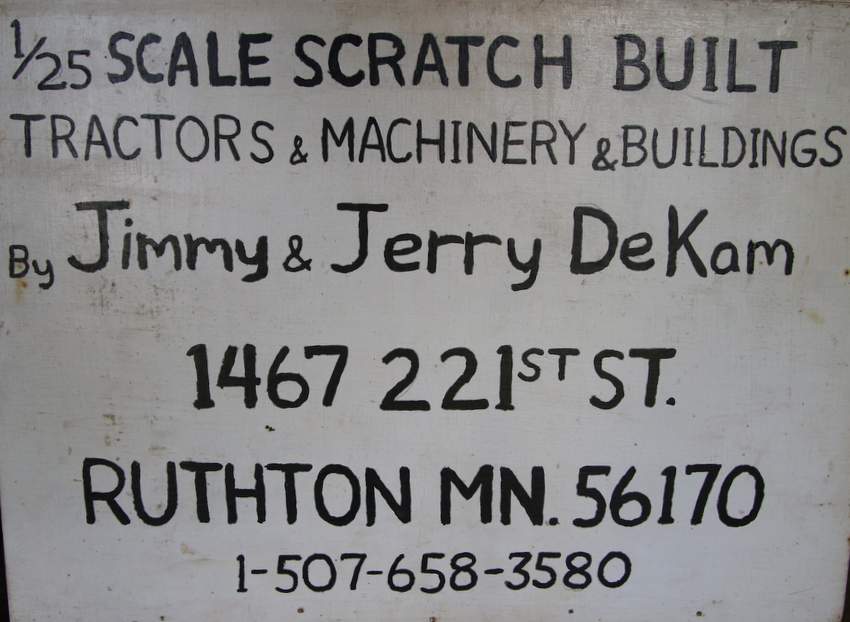 1/25 SCALE SCRATCH BUILT
TRACTORS & MACHINERY & BUILDINGS
By Jimmy & Jerry DeKam
1467 221ST ST.
RUTHTON MN. 56170
1-507-658-3580